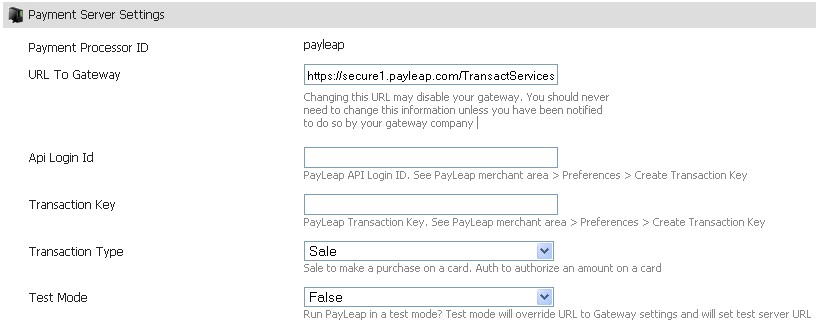 Payment Server Settings
Payment Processor ID payleap
URL To Gateway https://secure1.payleap.com/TransactServices
Changing this URL may disable your gateway. You should never
need to change this information unless you have been notified
to do so by your gateway company
Api Login Id
PayLeap API Login ID. See PayLeap merchant area > Preferences > Create Transaction Key
Transaction Key
PayLeap Transaction Key. See PayLeap merchant area > Preferences > Create Transaction Key
Transaction Type Sale
Sale to make a purchase on a card. Auth to authorize an amount on a card
Test Mode False
Run PayLeap in a test mode? Test mode will override URL to Gateway settings and will set test server URL